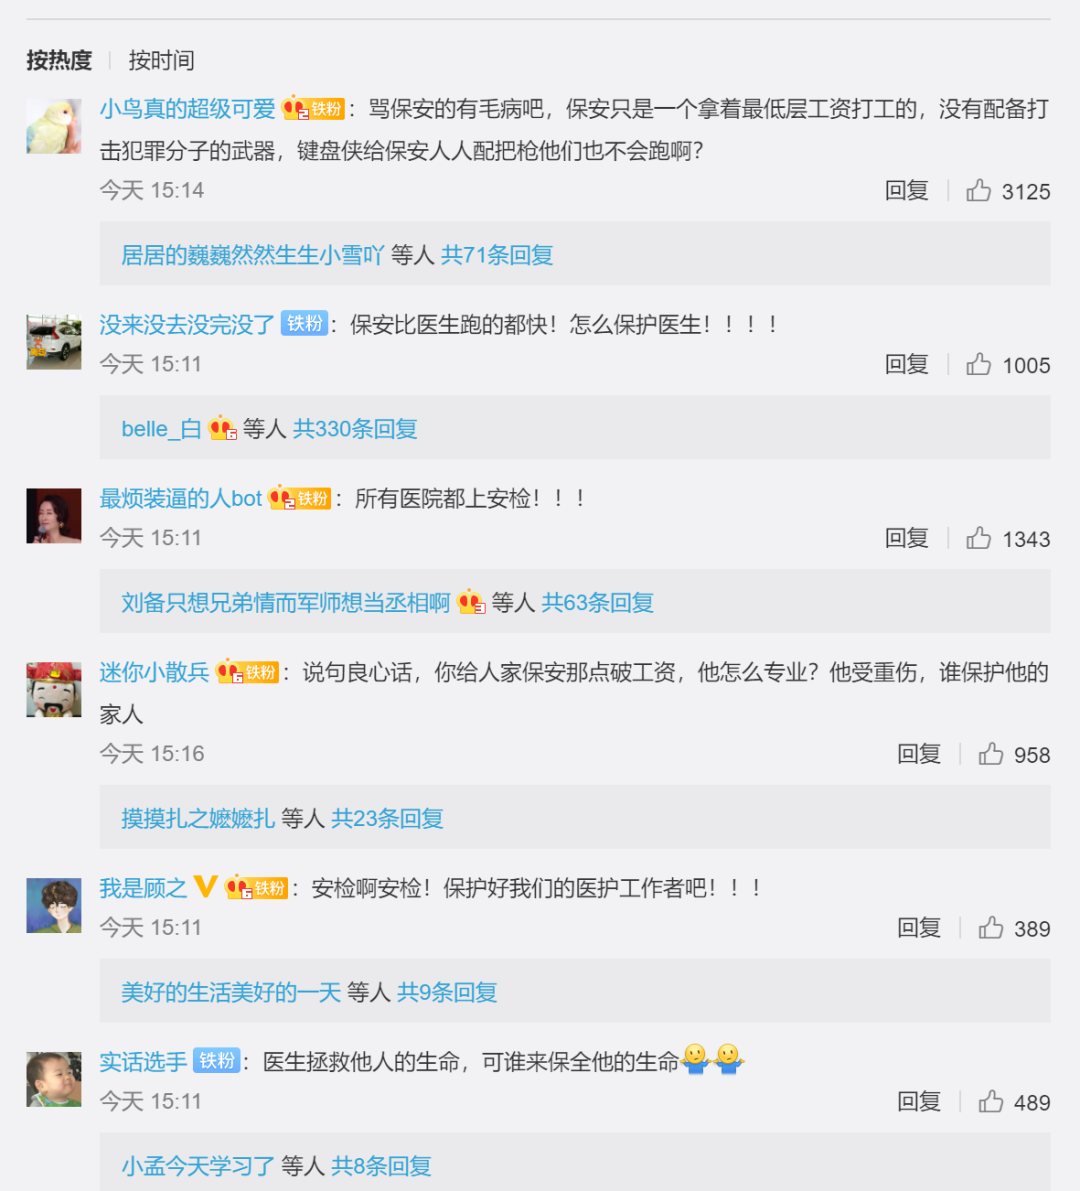 按热度 按时间
小鸟真的超级可爱 2 铁粉：骂保安的有毛病吧，保安只是一个拿着最低层工资打工的，没有配备打
击犯罪分子的武器，键盘侠给保安人人配把枪他们也不会跑啊？
今天 15:14 回复 3125
居居的巍巍然然生生小雪吖 等人 共71条回复
没来没去没完没了 铁粉：保安比医生跑的都快！怎么保护医生！！！！
今天 15:11 回复 1005
belle_白 6 等人 共330条回复
最烦装逼的人bot 2 铁粉：所有医院都上安检！！！
今天 15:11 回复 1343
刘备只想兄弟情而军师想当丞相啊 3 等人 共63条回复
迷你小散兵 6 铁粉：说句良心话，你给人家保安那点破工资，他怎么专业？他受重伤，谁保护他的
家人
今天 15:16 回复 958
摸摸扎之嬷嬷扎 等人 共23条回复
我是顾之 V 6 铁粉：安检啊安检！保护好我们的医护工作者吧！！！
今天 15:11 回复 389
美好的生活美好的一天 等人 共9条回复
实话选手 铁粉：医生拯救他人的生命，可谁来保全他的生命🤷🤷
今天 15:11 回复 489
小孟今天学习了 等人 共8条回复